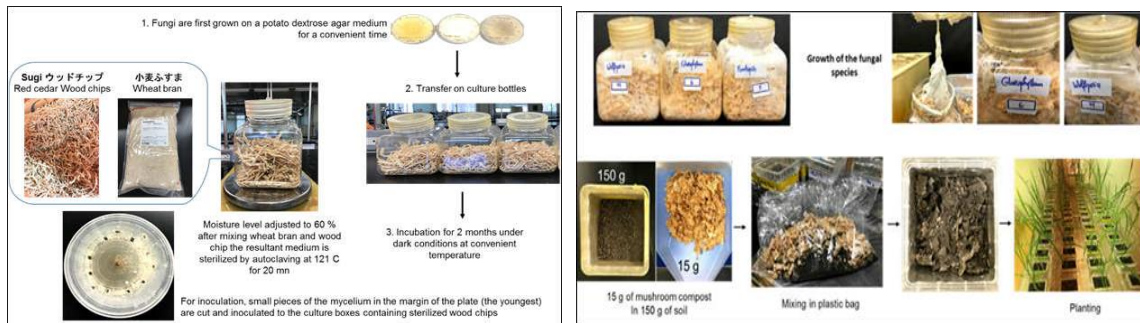 1. Fungi are first grown on a potato dextrose agar medium
for a convenient time
Sugi ウッドチップ
Red cedar Wood chips
小麦ふすま
Wheat bran
2. Transfer on culture bottles
Moisture level adjusted to 60 %
after mixing wheat bran and wood
chip the resultant medium is
sterilized by autoclaving at 121 C
for 20 mn
3. Incubation for 2 months under
dark conditions at convenient
temperature
For inoculation, small pieces of the mycelium in the margin of the plate (the youngest)
are cut and inoculated to the culture boxes containing sterilized wood chips
Growth of the fungal
species
150 g
15 g
15 g of mushroom compost
In 150 g of soil
Mixing in plastic bag
Planting